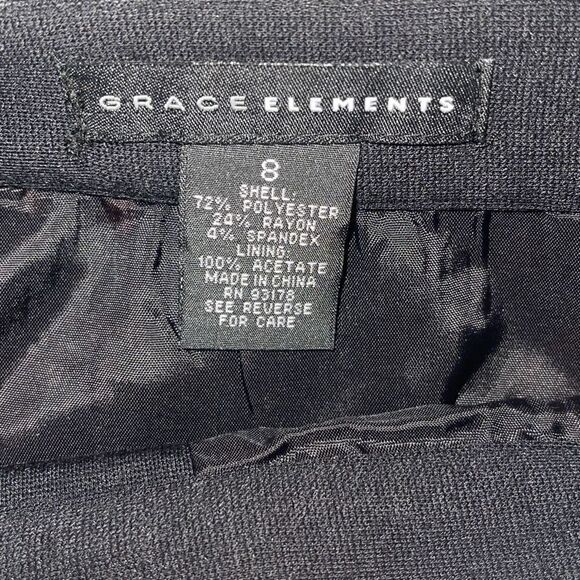 GRACE ELEMENTS
8
SHELL:
72% POLYESTER
24% RAYON
4% SPANDEX
LINING:
100% ACETATE
MADE IN CHINA
RN 93178
SEE REVERSE
FOR CARE